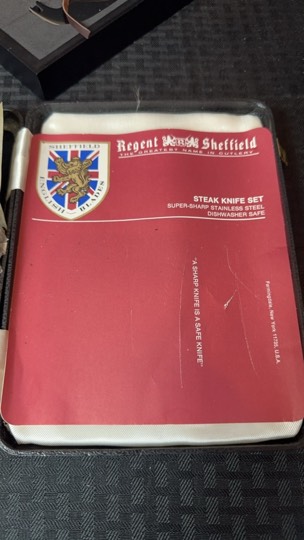 SHEFFIELD
ENGLISH BLADES
Regent Sheffield
THE GREATEST NAME IN CUTLERY
STEAK KNIFE SET
SUPER-SHARP STAINLESS STEEL
DISHWASHER SAFE
"A SHARP KNIFE IS A SAFE KNIFE"
Farmingdale, New York 11735, U.S.A.